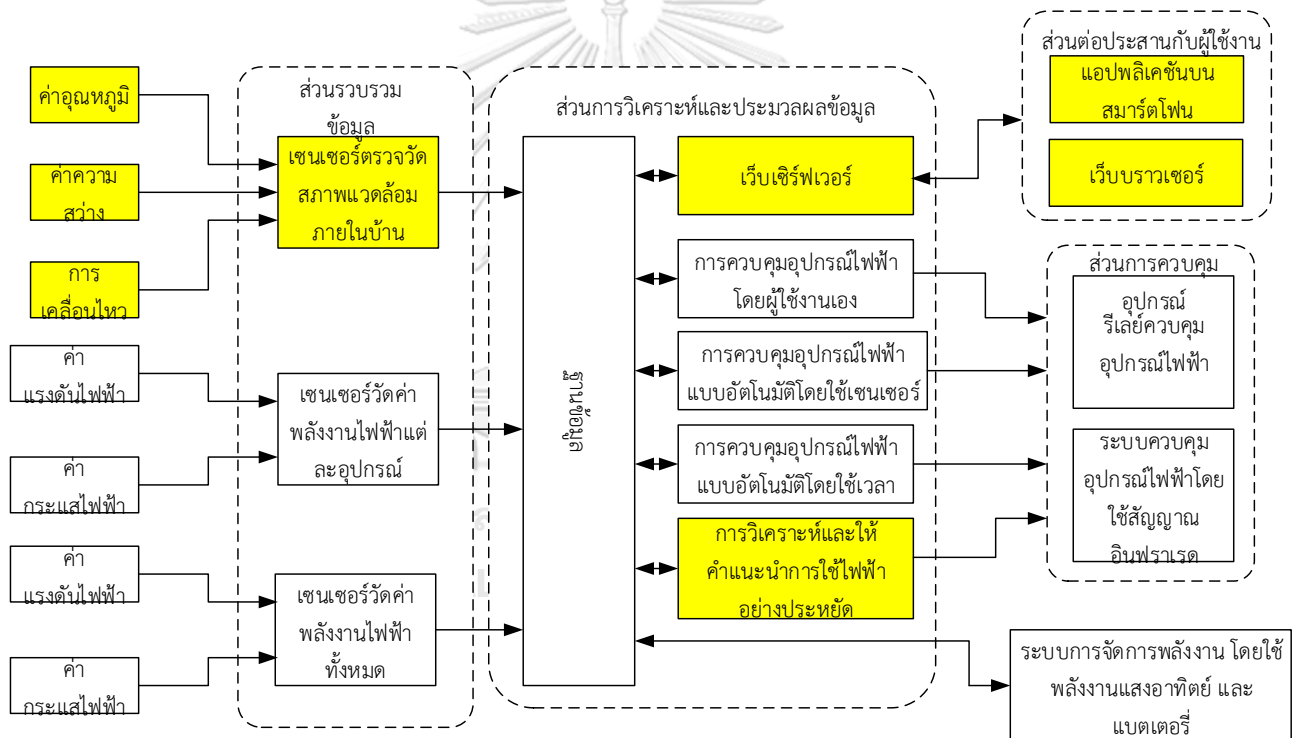 ค่าอุณหภูมิ
ค่าความ
สว่าง
การ
เคลื่อนไหว
ค่า
แรงดันไฟฟ้า
ค่า
กระแสไฟฟ้า
ค่า
แรงดันไฟฟ้า
ค่า
กระแสไฟฟ้า
ส่วนรวบรวม
ข้อมูล
เซนเซอร์ตรวจวัด
สภาพแวดล้อม
ภายในบ้าน
เซนเซอร์วัดค่า
พลังงานไฟฟ้าแต่
ละอุปกรณ์
เซนเซอร์วัดค่า
พลังงานไฟฟ้า
ทั้งหมด
ส่วนการวิเคราะห์และประมวลผลข้อมูล
ฐานข้อมูล
เว็บเซิร์ฟเวอร์
การควบคุมอุปกรณ์ไฟฟ้า
โดยผู้ใช้งานเอง
การควบคุมอุปกรณ์ไฟฟ้า
แบบอัตโนมัติโดยใช้เซนเซอร์
การควบคุมอุปกรณ์ไฟฟ้า
แบบอัตโนมัติโดยใช้เวลา
การวิเคราะห์และให้
คำแนะนำการใช้ไฟฟ้า
อย่างประหยัด
ส่วนต่อประสานกับผู้ใช้งาน
แอปพลิเคชันบน
สมาร์ตโฟน
เว็บบราวเซอร์
ส่วนการควบคุม
อุปกรณ์
รีเลย์ควบคุม
อุปกรณ์ไฟฟ้า
ระบบควบคุม
อุปกรณ์ไฟฟ้าโดย
ใช้สัญญาณ
อินฟราเรด
ระบบการจัดการพลังงาน โดยใช้
พลังงานแสงอาทิตย์ และ
แบตเตอรี่